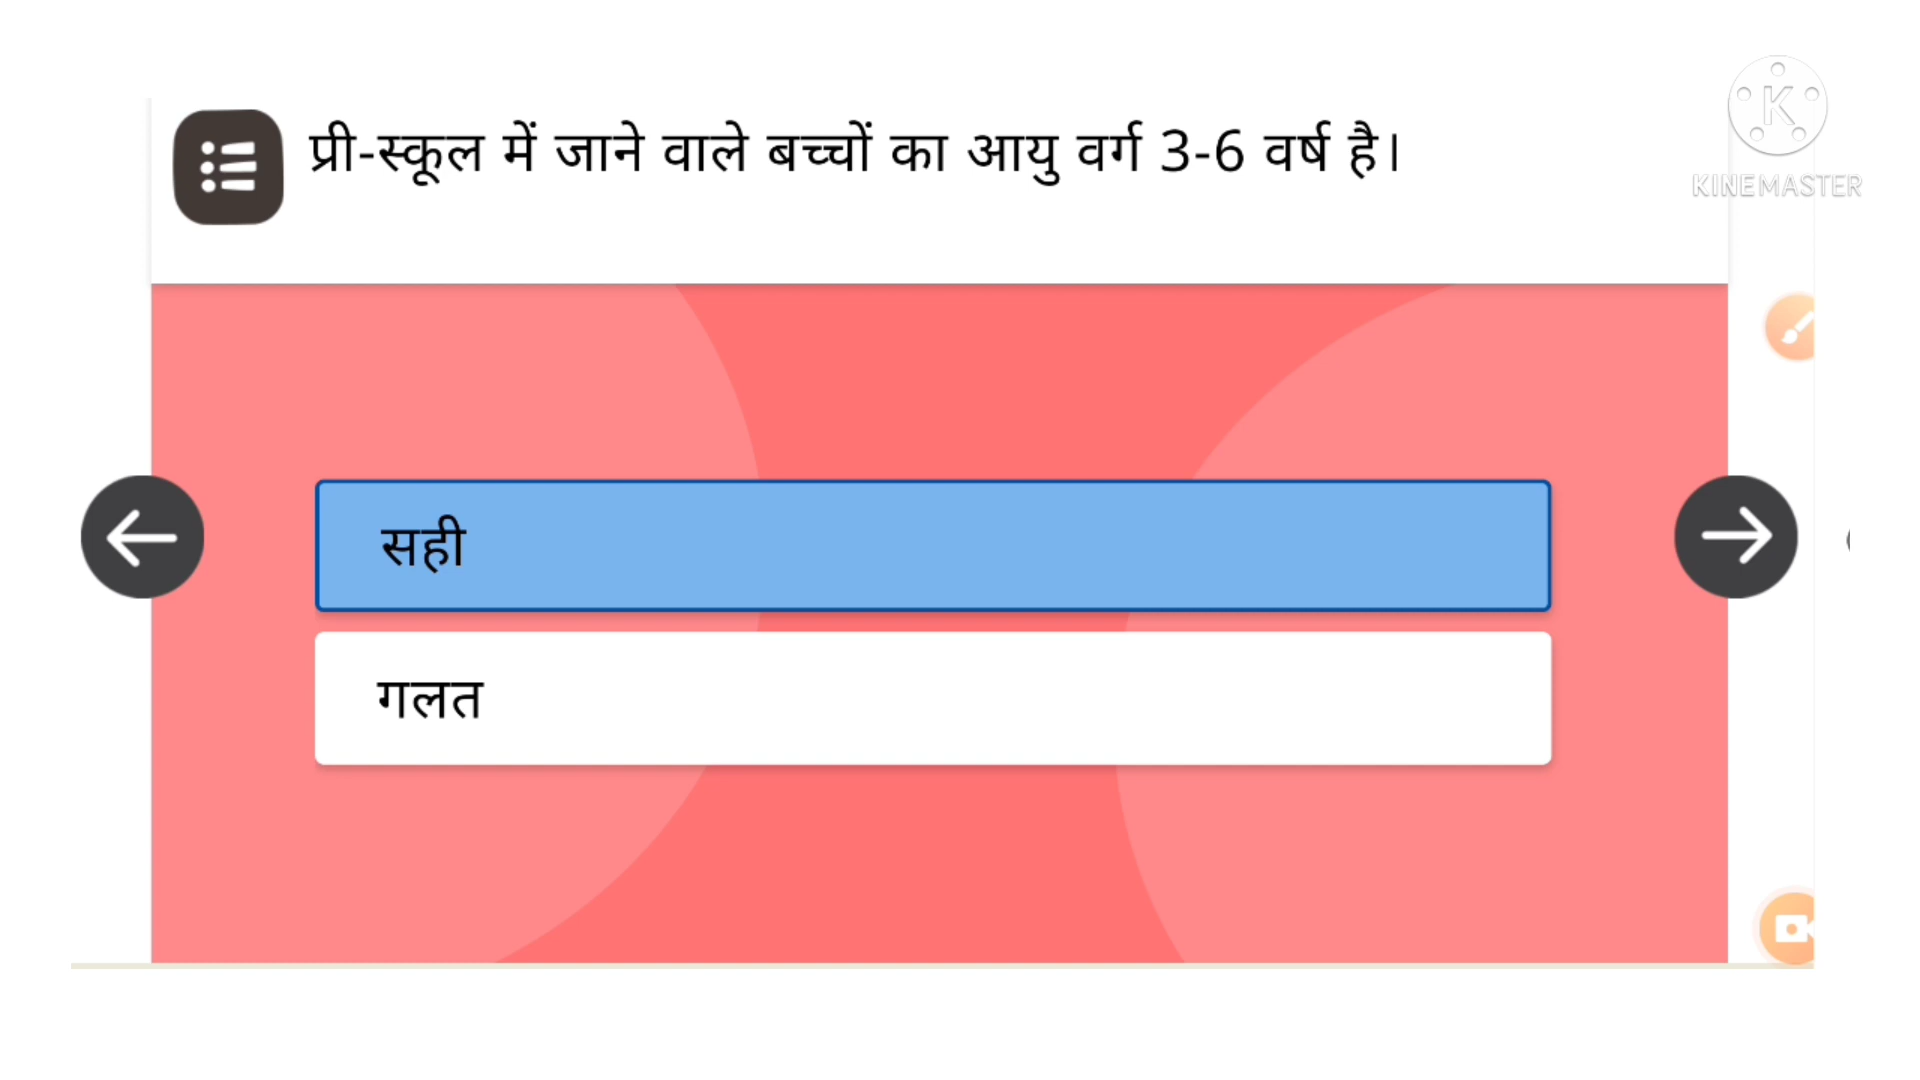 प्री-स्कूल में जाने वाले बच्चों का आयु वर्ग 3-6 वर्ष है।
K
KINEMASTER
सही
गलत